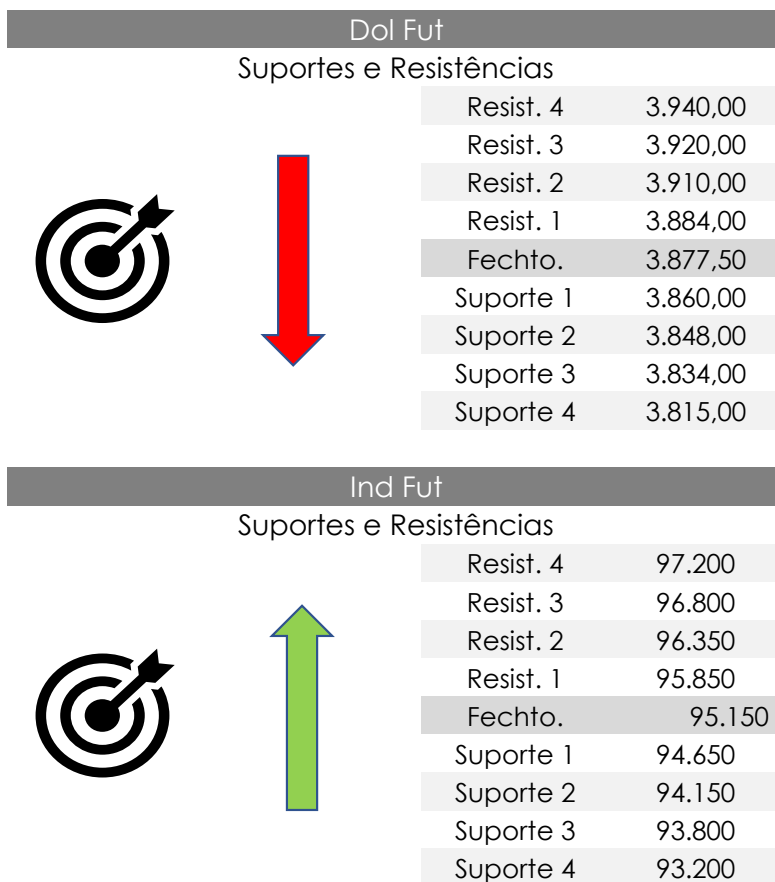 Dol Fut
Suportes e Resistências
Resist. 4 3.940,00
Resist. 3 3.920,00
Resist. 2 3.910,00
Resist. 1 3.884,00
Fechto. 3.877,50
Suporte 1 3.860,00
Suporte 2 3.848,00
Suporte 3 3.834,00
Suporte 4 3.815,00
Ind Fut
Suportes e Resistências
Resist. 4 97.200
Resist. 3 96.800
Resist. 2 96.350
Resist. 1 95.850
Fechto. 95.150
Suporte 1 94.650
Suporte 2 94.150
Suporte 3 93.800
Suporte 4 93.200